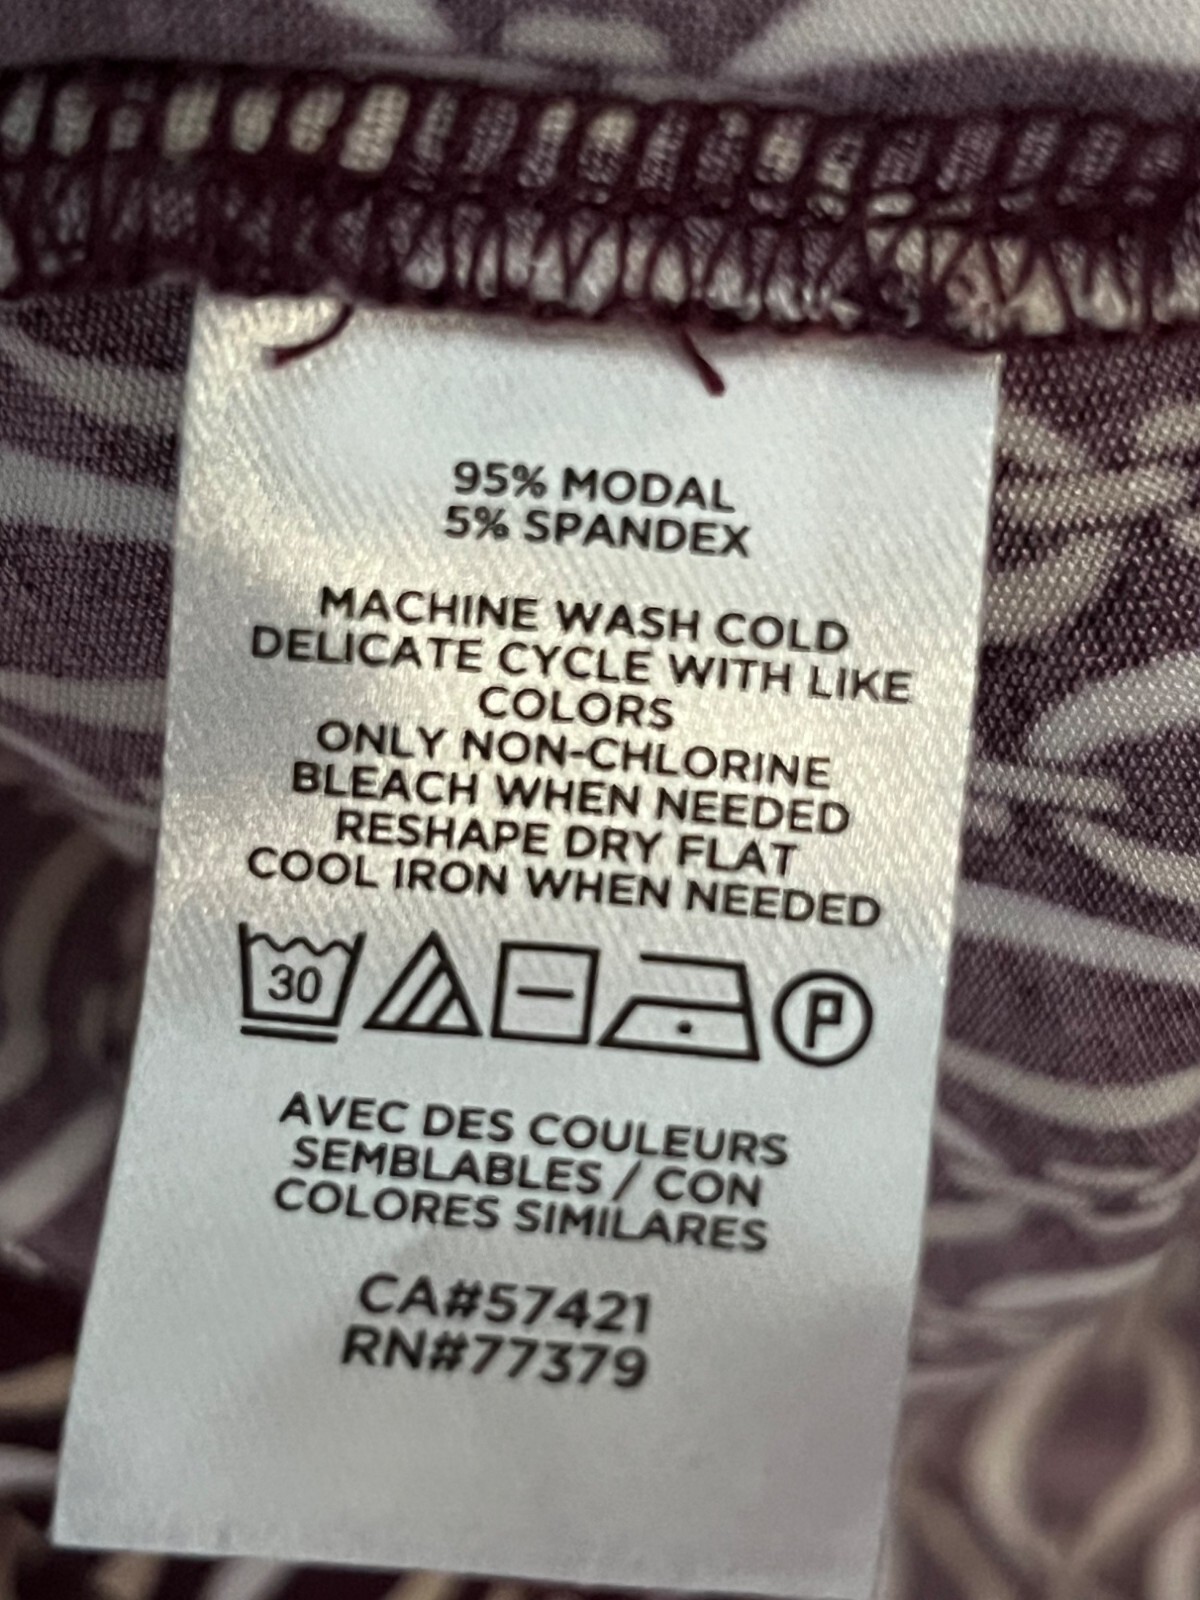 95% MODAL
5% SPANDEX
MACHINE WASH COLD
DELICATE CYCLE WITH LIKE
COLORS
ONLY NON-CHLORINE
BLEACH WHEN NEEDED
RESHAPE DRY FLAT
COOL IRON WHEN NEEDED
30 P
AVEC DES COULEURS
SEMBLABLES / CON
COLORES SIMILARES
CA#57421
RN#77379